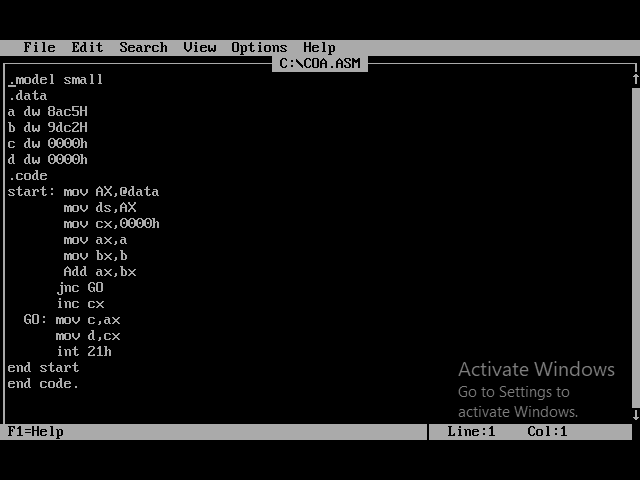 File Edit Search View Options Help
C:\COA.ASM
.model small
.data
a dw 8ac5H
b dw 9dc2H
c dw 0000h
d dw 0000h
.code
start: mov AX,@data
mov ds,AX
mov cx,0000h
mov ax,a
mov bx,b
Add ax,bx
jnc GO
inc cx
GO: mov c,ax
mov d,cx
int 21h
end start
end code.
Activate Windows
Go to Settings to
activate Windows.
F1=Help Line:1 Col:1